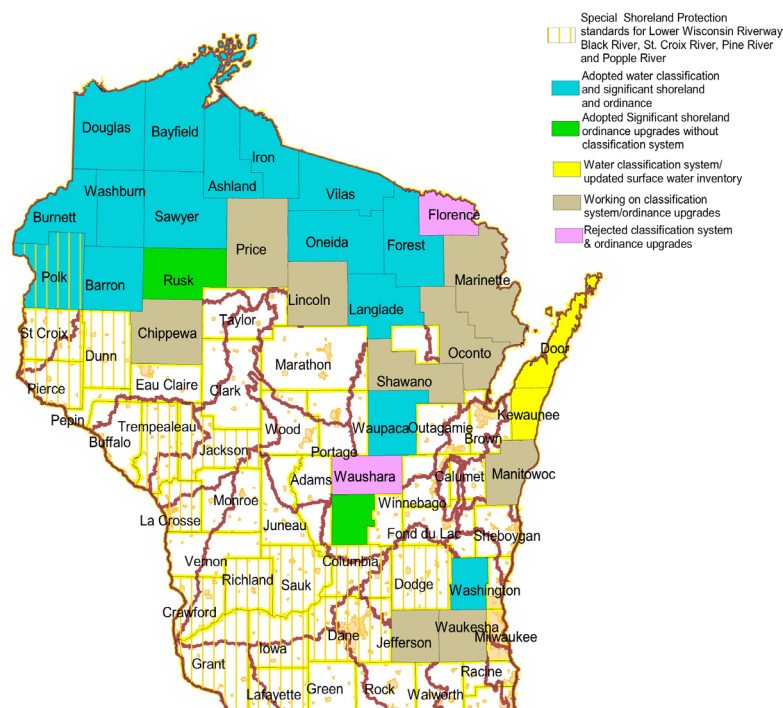 Special Shoreland Protection
standards for Lower Wisconsin Riverway
Black River, St. Croix River, Pine River
and Popple River
Adopted water classification
and significant shoreland
and ordinance
Adopted Significant shoreland
ordinance upgrades without
classification system
Water classification system/
updated surface water inventory
Working on classification
system/ordinance upgrades
Rejected classification system
& ordinance upgrades
Douglas
Bayfield
Iron
Ashland
Vilas
Washburn
Burnett
Sawyer
Florence
Oneida
Forest
Price
Polk
Barron
Rusk
Marinette
Lincoln
Langlade
St Croix
Taylor
Chippewa
Dunn
Oconto
Door
Marathon
Shawano
Pierce
Eau Claire
Clark
Kewaunee
Pepin
Buffalo
Trempealeau
Wood
Waupaca
Outagamie
Brown
Jackson
Portage
Adams
Waushara
Calumet
Manitowoc
Monroe
Winnebago
La Crosse
Juneau
Fond du Lac
Sheboygan
Vernon
Columbia
Richland
Sauk
Dodge
Washington
Crawford
Dane
Jefferson
Waukesha
Milwaukee
Iowa
Grant
Racine
Lafayette
Green
Rock
Walworth